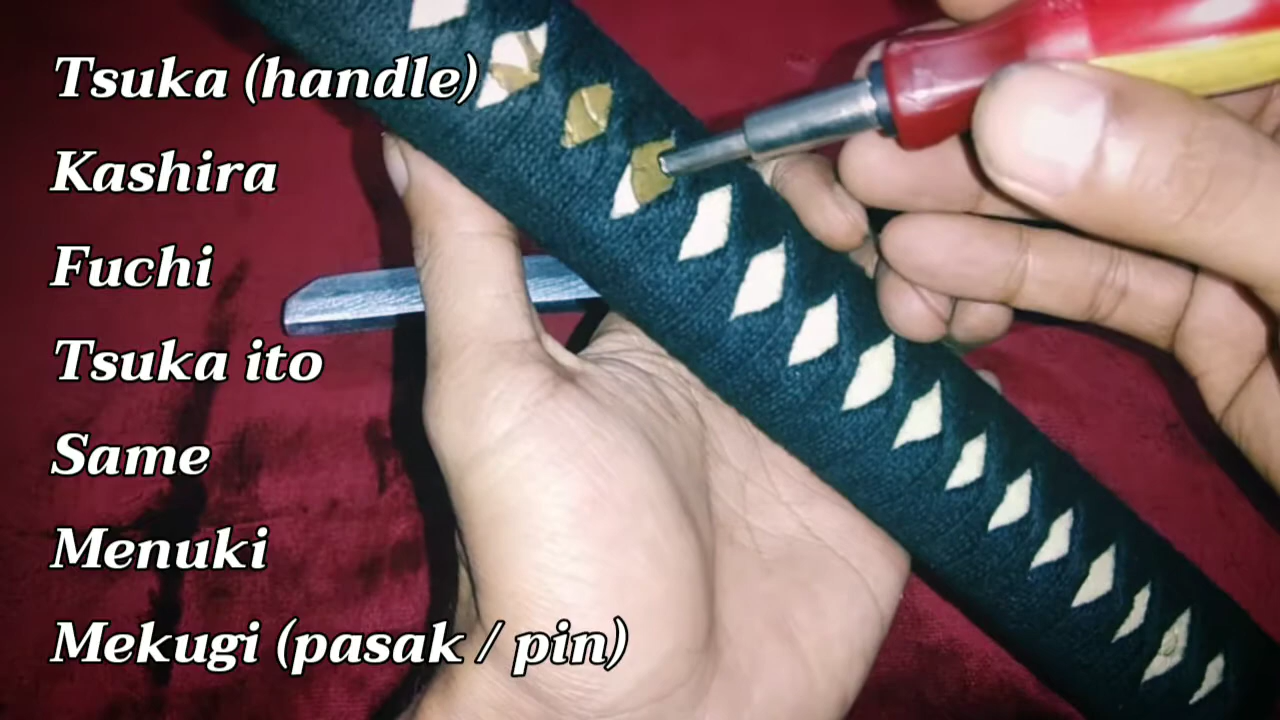 Tsuka (handle)
Kashira
Fuchi
Tsuka ito
Same
Menuki
Mekugi (pasak / pin)